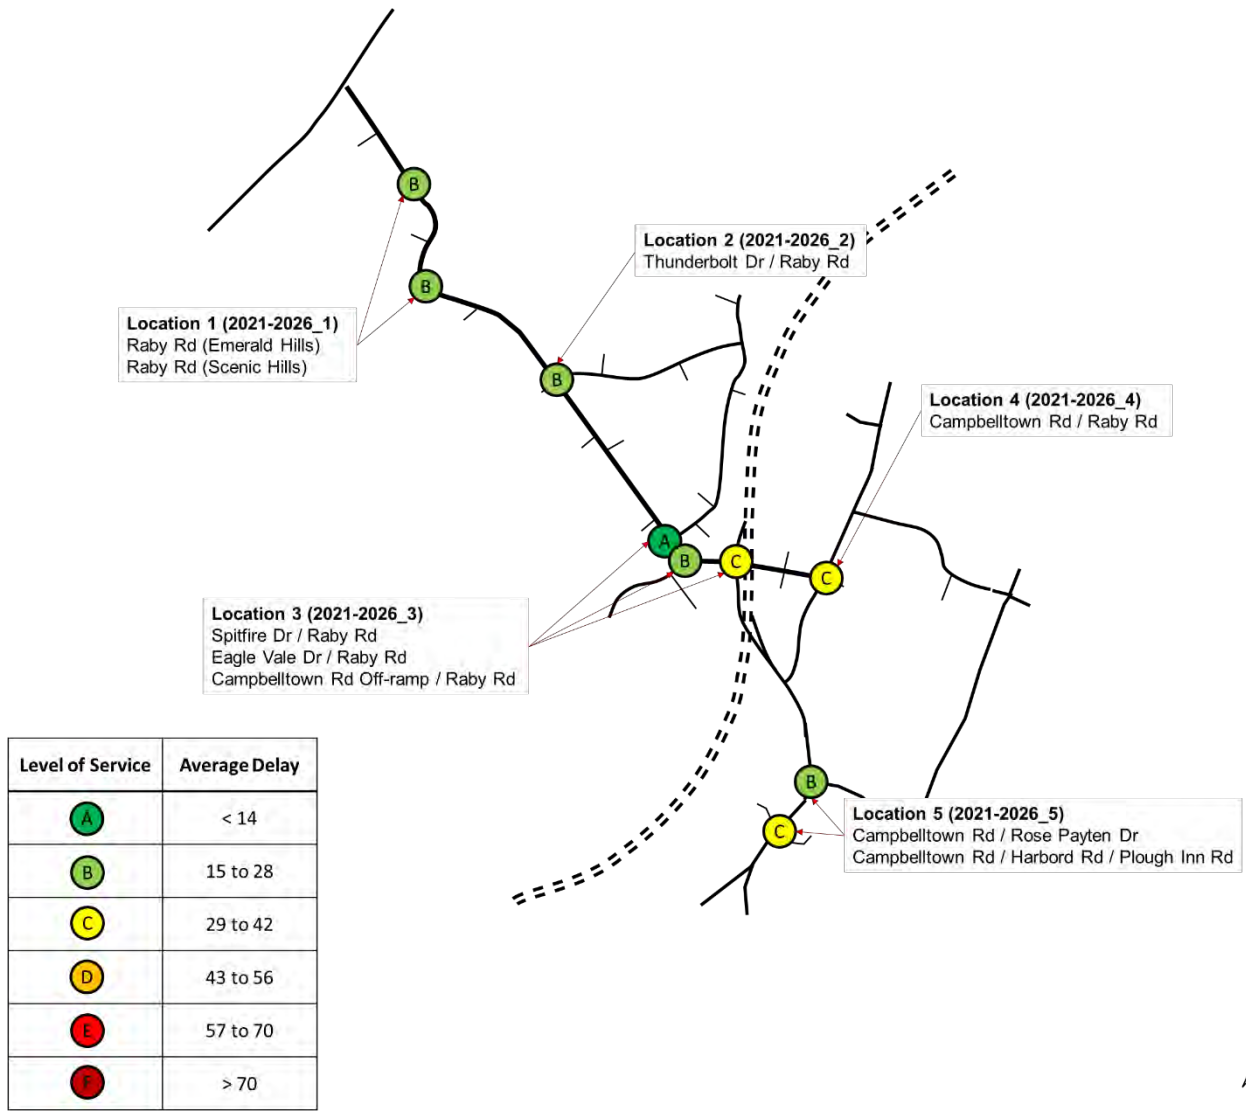 B
B
Location 2 (2021-2026_2)
Thunderbolt Dr / Raby Rd
Location 1 (2021-2026_1)
Raby Rd (Emerald Hills)
Raby Rd (Scenic Hills)
B
Location 4 (2021-2026_4)
Campbelltown Rd / Raby Rd
A
B
C
C
Location 3 (2021-2026_3)
Spitfire Dr / Raby Rd
Eagle Vale Dr / Raby Rd
Campbelltown Rd Off-ramp / Raby Rd
B
C
Location 5 (2021-2026_5)
Campbelltown Rd / Rose Payten Dr
Campbelltown Rd / Harbord Rd / Plough Inn Rd
Level of Service Average Delay
A < 14
B 15 to 28
C 29 to 42
D 43 to 56
E 57 to 70
F > 70